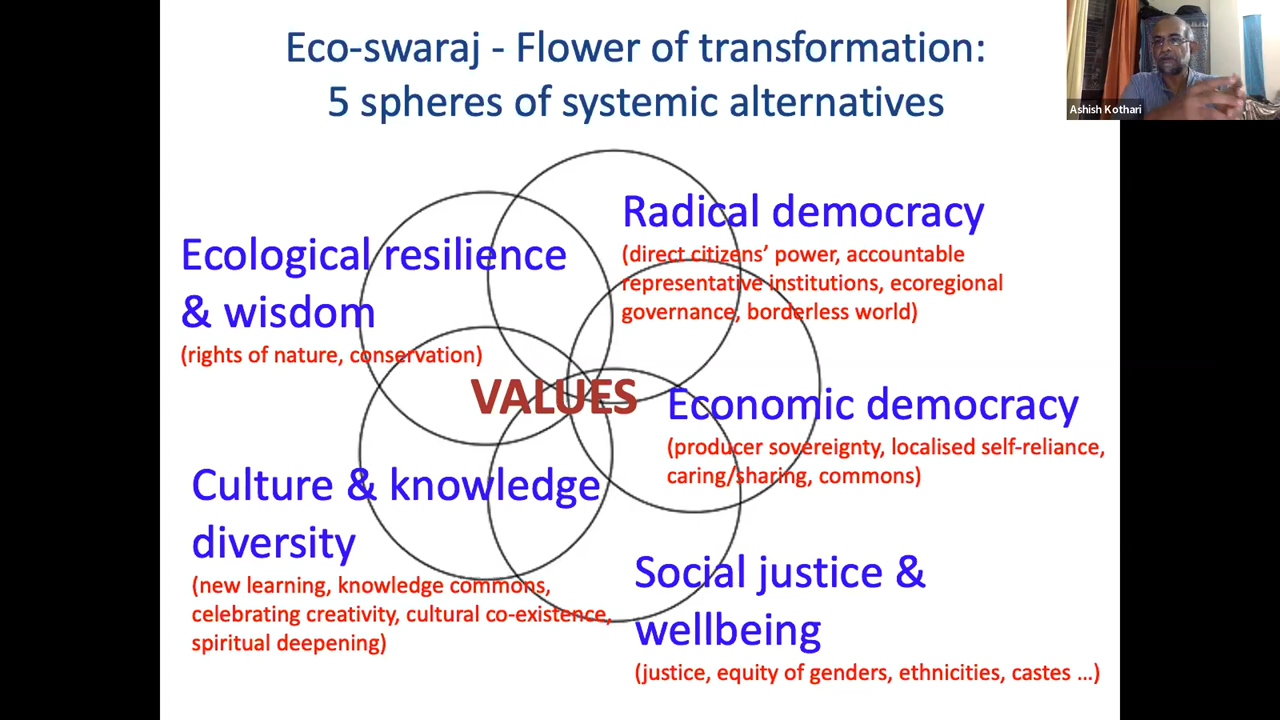 Eco-swaraj - Flower of transformation:
5 spheres of systemic alternatives
Ashish Kothari
Radical democracy
(direct citizens’ power, accountable
representative institutions, ecoregional
governance, borderless world)
Ecological resilience
& wisdom
(rights of nature, conservation)
VALUES
Economic democracy
(producer sovereignty, localised self-reliance,
caring/sharing, commons)
Culture & knowledge
diversity
(new learning, knowledge commons,
celebrating creativity, cultural co-existence,
spiritual deepening)
Social justice &
wellbeing
(justice, equity of genders, ethnicities, castes ...)